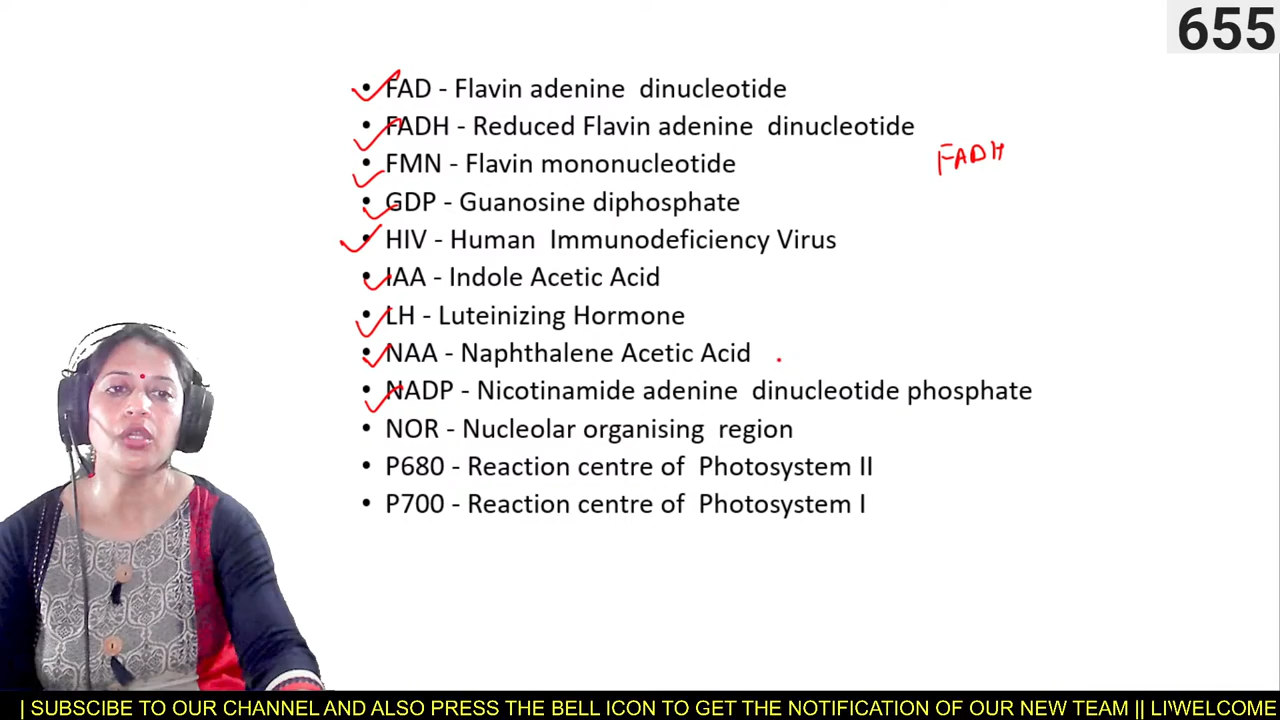 655
• FAD - Flavin adenine dinucleotide
• FADH - Reduced Flavin adenine dinucleotide
FADH
• FMN - Flavin mononucleotide
• GDP - Guanosine diphosphate
• HIV - Human Immunodeficiency Virus
• IAA - Indole Acetic Acid
• LH - Luteinizing Hormone
• NAA - Naphthalene Acetic Acid
• NADP - Nicotinamide adenine dinucleotide phosphate
• NOR - Nucleolar organising region
• P680 - Reaction centre of Photosystem II
• P700 - Reaction centre of Photosystem I
| SUBSCIBE TO OUR CHANNEL AND ALSO PRESS THE BELL ICON TO GET THE NOTIFICATION OF OUR NEW TEAM || LI\WELCOME